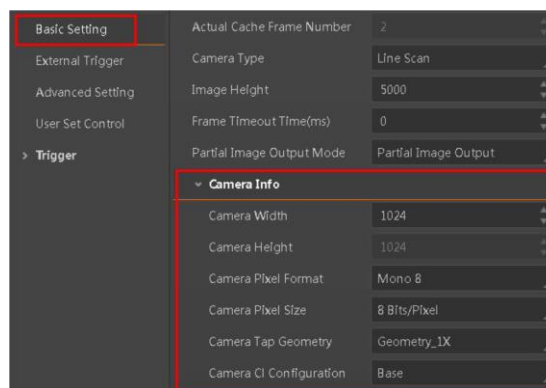 Basic Setting
External Trigger
Advanced Setting
User Set Control
> Trigger
Actual Cache Frame Number 2
Camera Type Line Scan
Image Height 5000
Frame Timeout Time(ms) 0
Partial Image Output Mode Partial Image Output
Camera Info
Camera Width 1024
Camera Height 1024
Camera Pixel Format Mono 8
Camera Pixel Size 8 Bits/Pixel
Camera Tap Geometry Geometry_1X
Camera Cl Configuration Base